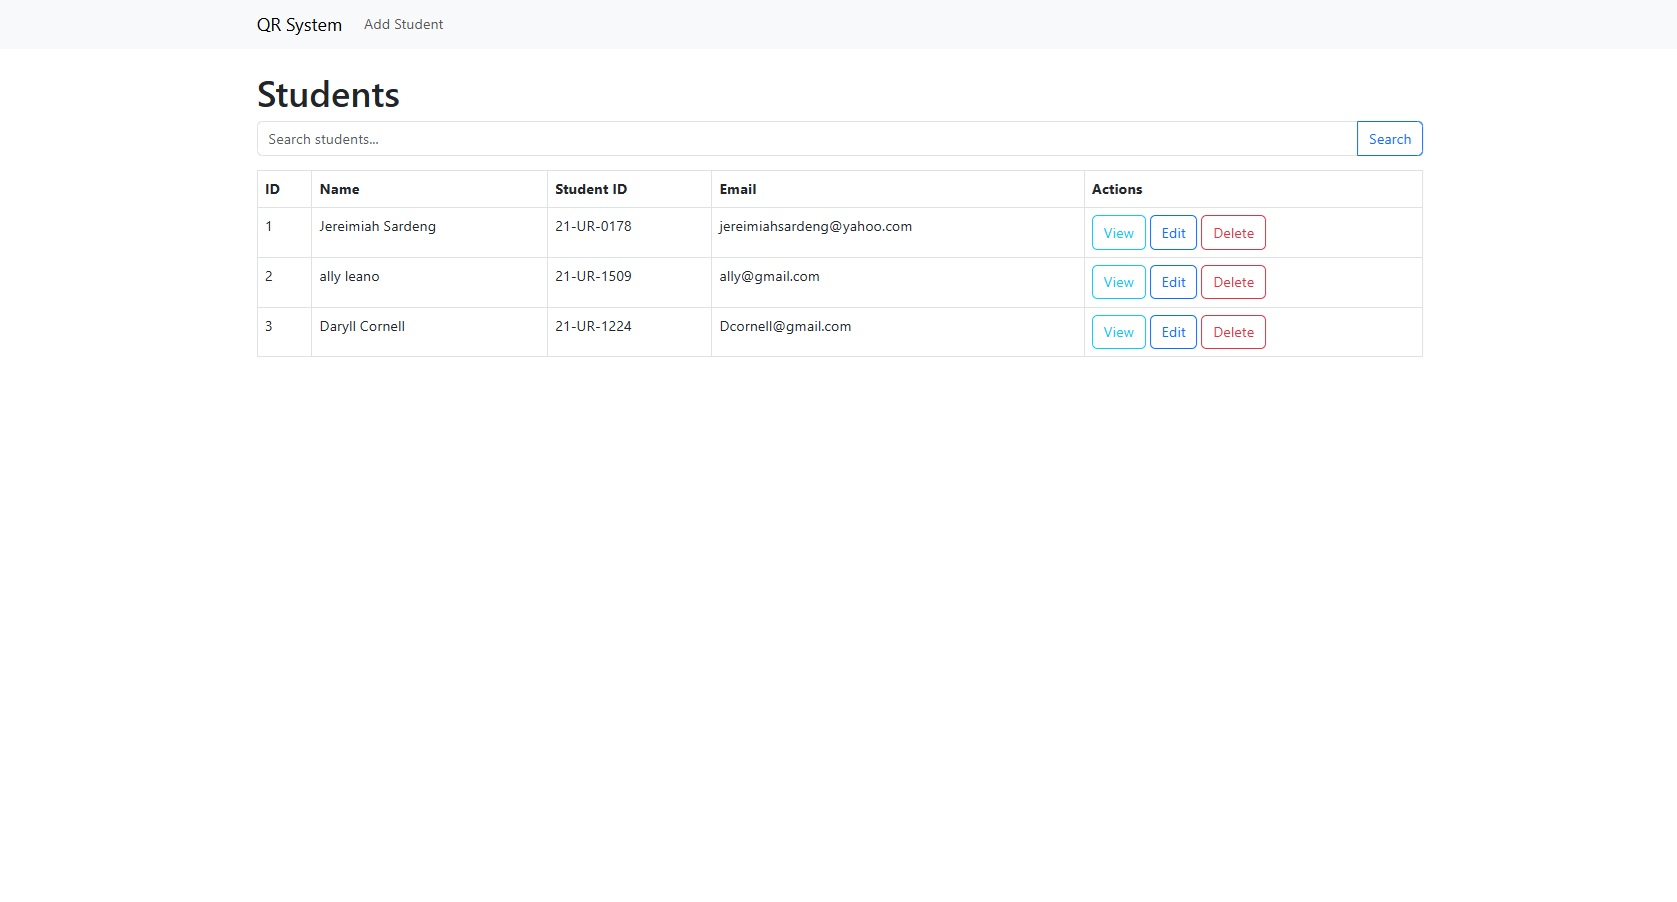 QR System Add Student
Students
Search students... Search
ID Name Student ID Email Actions
1 Jereimiah Sardeng 21-UR-0178 jereimiahsardeng@yahoo.com View Edit Delete
2 ally leano 21-UR-1509 ally@gmail.com View Edit Delete
3 Daryll Cornell 21-UR-1224 Dcornell@gmail.com View Edit Delete